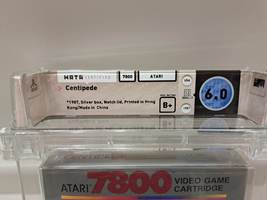 WATA CERTIFIED 7800 ATARI
Centipede
*1987, Silver box, Notch lid, Printed in Hong
Kong/Made in China
B+
6.0
ATARI 7800 VIDEO GAME
CARTRIDGE